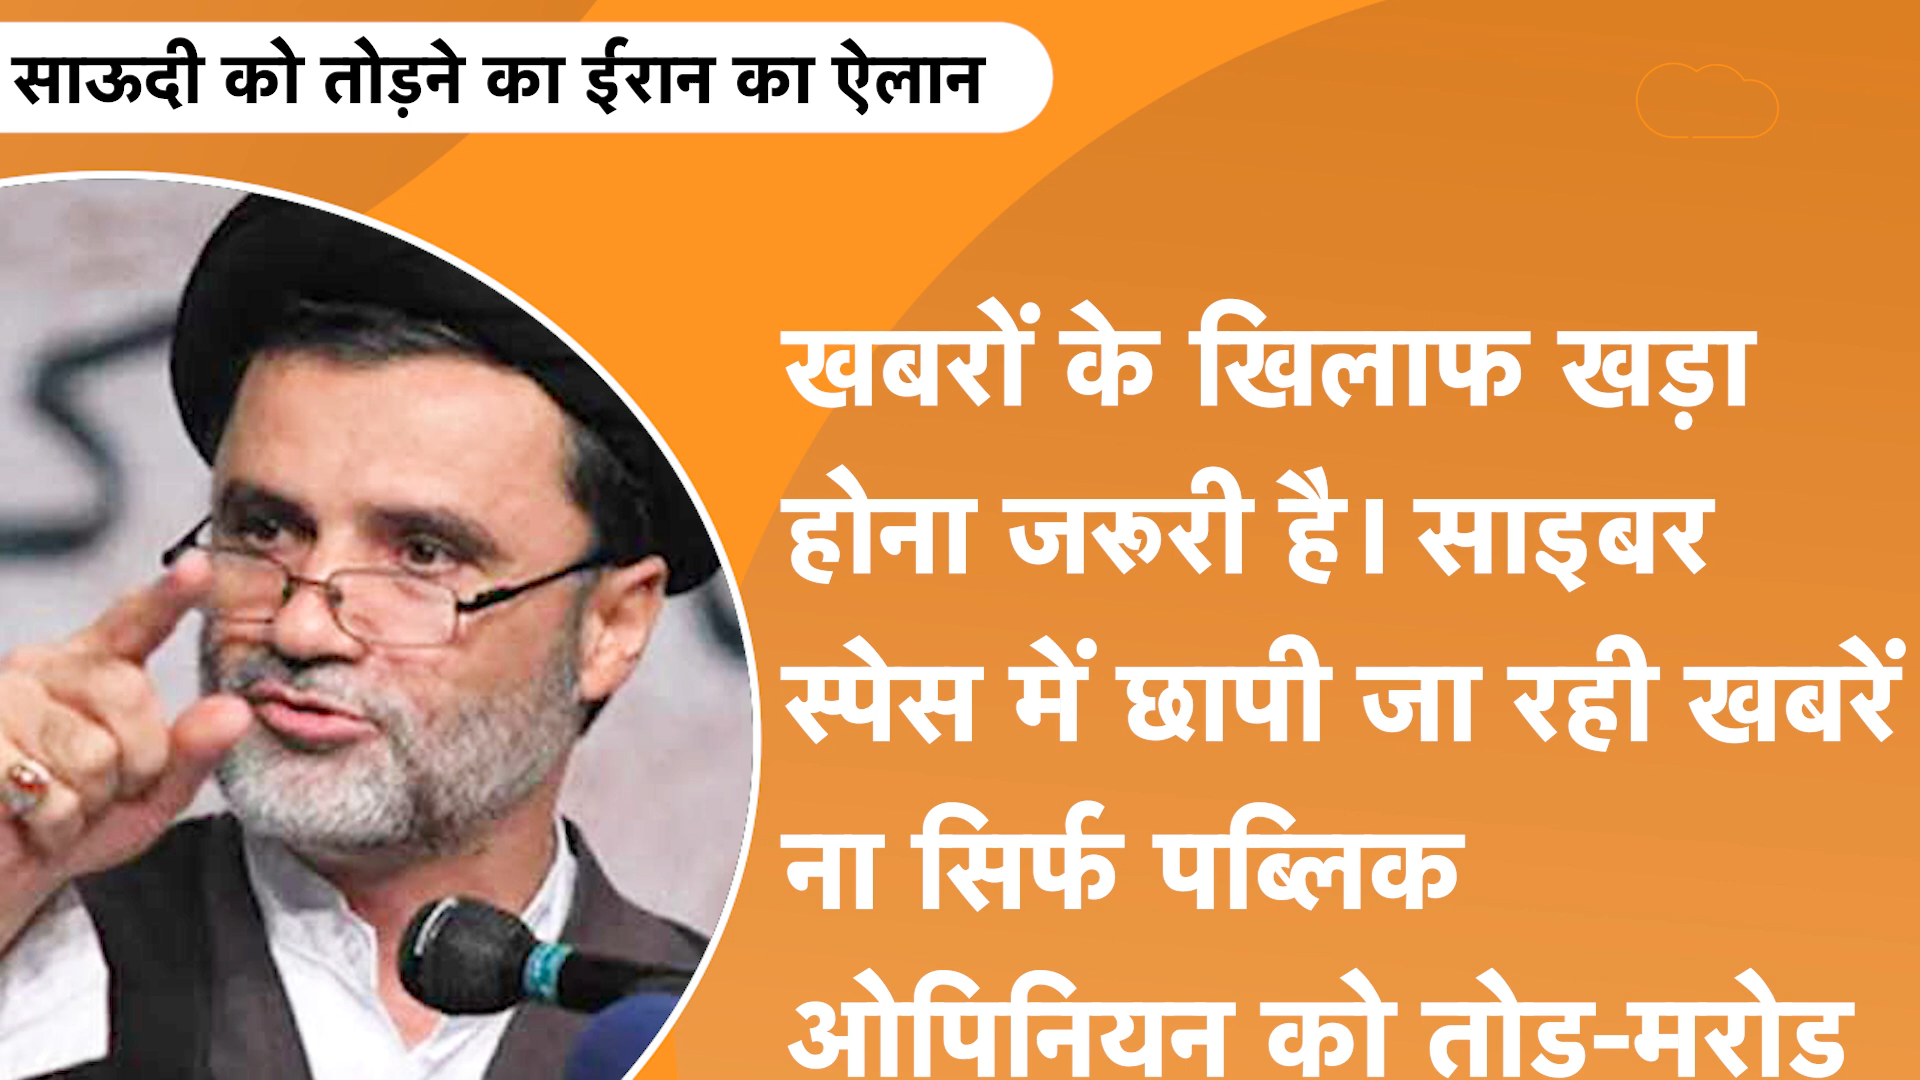 साऊदी को तोड़ने का ईरान का ऐलान
खबरों के खिलाफ खड़ा
होना जरूरी है। साइबर
स्पेस में छापी जा रही खबरें
ना सिर्फ पब्लिक
ओपिनियन को तोड-मरोड